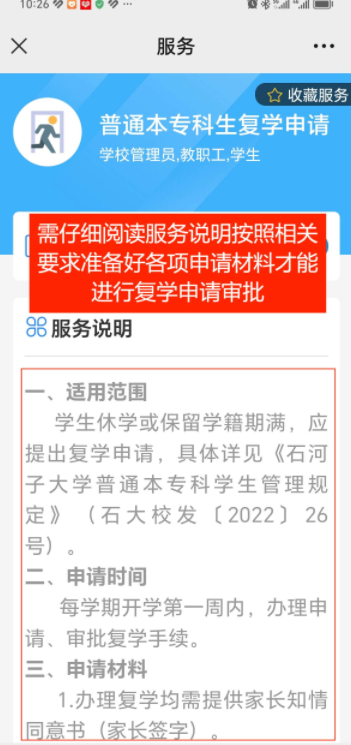 10:26
服务
收藏服务
普通本专科生复学申请
学校管理员,教职工,学生
需仔细阅读服务说明按照相关
要求准备好各项申请材料才能
进行复学申请审批
服务说明
一、适用范围
学生休学或保留学籍期满，应
提出复学申请，具体详见《石河
子大学普通本专科学生管理规
定》（石大校发〔2022〕26
号）。
二、申请时间
每学期开学第一周内，办理申
请、审批复学手续。
三、申请材料
1.办理复学均需提供家长知情
同意书（家长签字）。